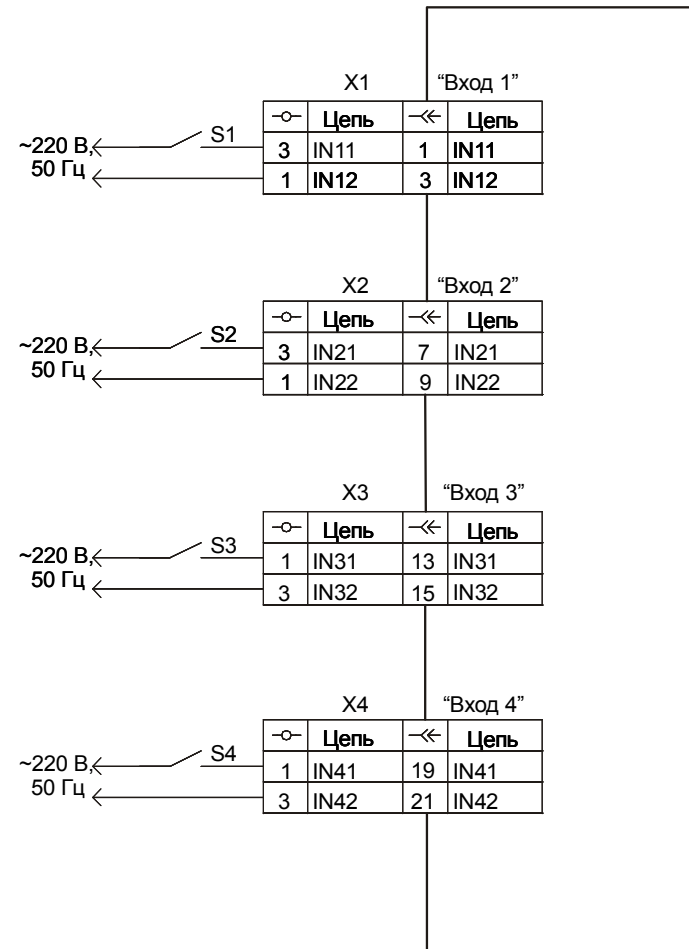 X1 “Вход 1”
Цепь Цепь
~220 В, S1 3 IN11 1 IN11
50 Гц 1 IN12 3 IN12
X2 “Вход 2”
Цепь Цепь
~220 В, S2 3 IN21 7 IN21
50 Гц 1 IN22 9 IN22
X3 “Вход 3”
Цепь Цепь
~220 В, S3 1 IN31 13 IN31
50 Гц 3 IN32 15 IN32
X4 “Вход 4”
Цепь Цепь
~220 В, S4 1 IN41 19 IN41
50 Гц 3 IN42 21 IN42